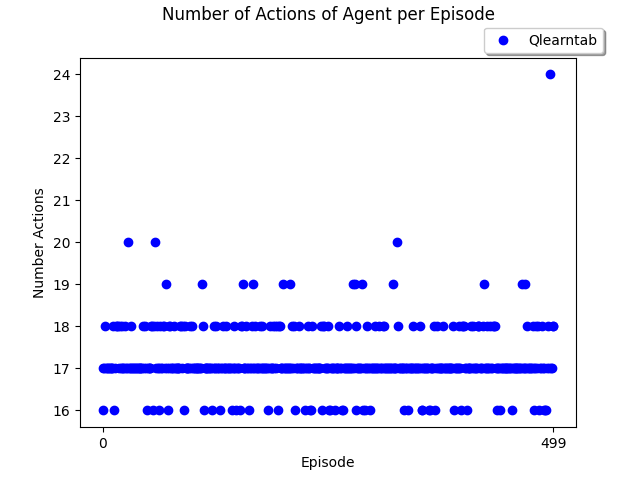 Number of Actions of Agent per Episode
Qlearntab
24
23
22
21
20
19
18
17
16
Number Actions
0 499
Episode